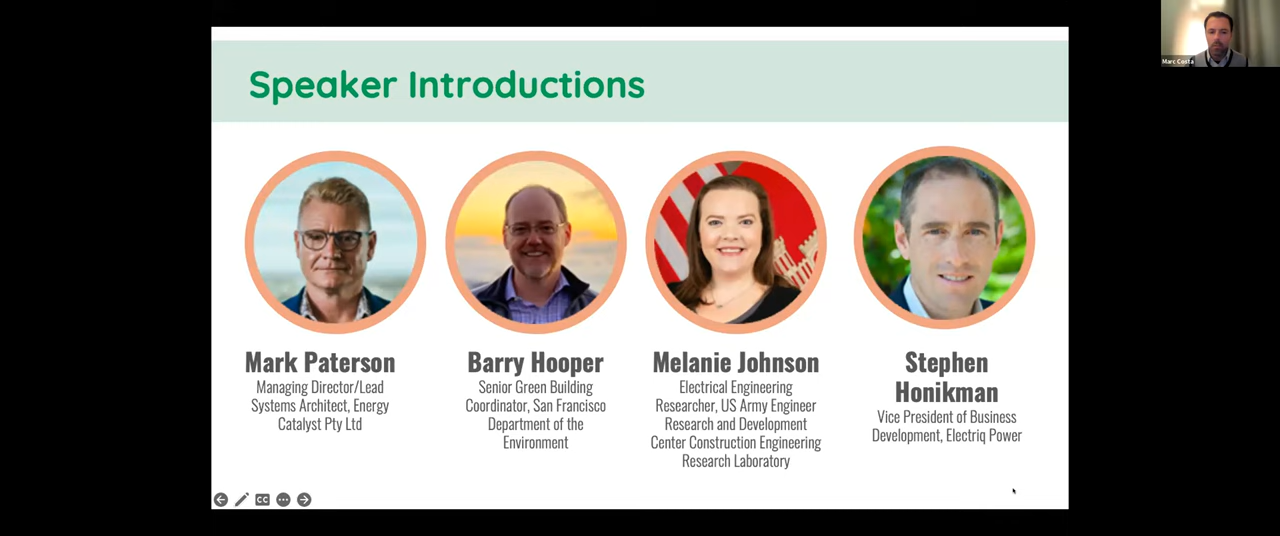 Speaker Introductions
Marc Costa
Mark Paterson
Managing Director/Lead
Systems Architect, Energy
Catalyst Pty Ltd
Barry Hooper
Senior Green Building
Coordinator, San Francisco
Department of the
Environment
Melanie Johnson
Electrical Engineering
Researcher, US Army Engineer
Research and Development
Center Construction Engineering
Research Laboratory
Stephen
Honikman
Vice President of Business
Development, Electriq Power
CC